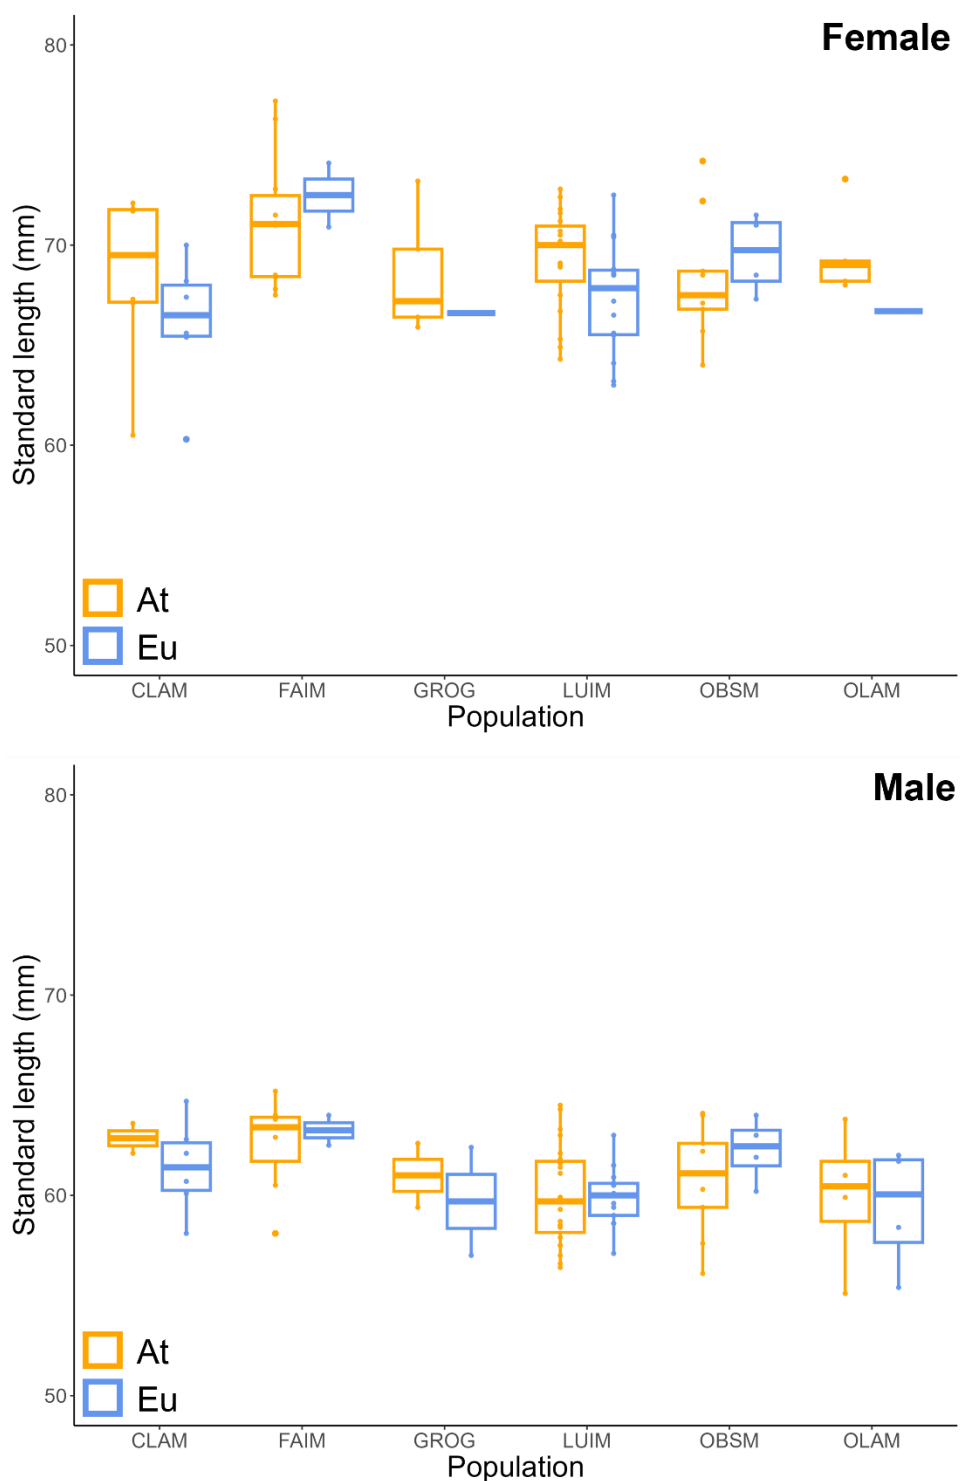 Female
80
70
60
50
Standard length (mm)
At
Eu
CLAM FAIM GROG LUIM OBSM OLAM
Population
Male
80
70
60
50
Standard length (mm)
At
Eu
CLAM FAIM GROG LUIM OBSM OLAM
Population